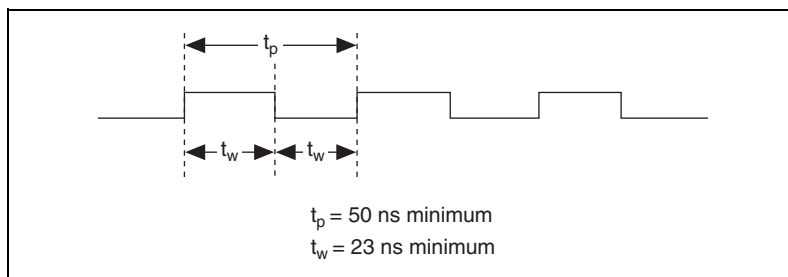 tp
tw tw
tp = 50 ns minimum
tw = 23 ns minimum